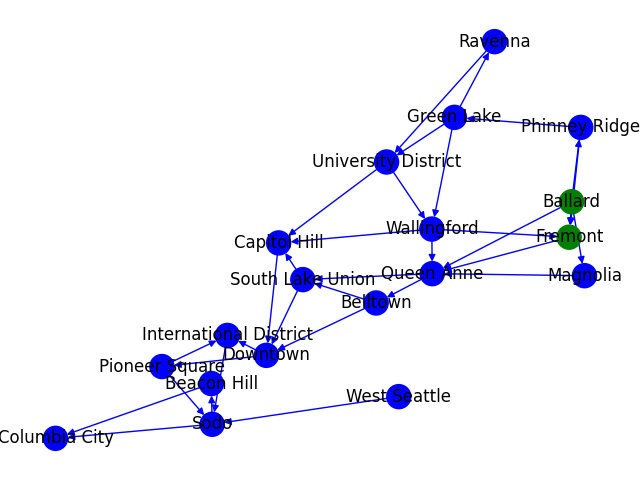 Ravenna
Green Lake
Phinney Ridge
University District
Ballard
Wallingford
Fremont
Capitol Hill
South Lake Union
Queen Anne
Magnolia
Belltown
International District
Downtown
Pioneer Square
Beacon Hill
West Seattle
Sodo
Columbia City